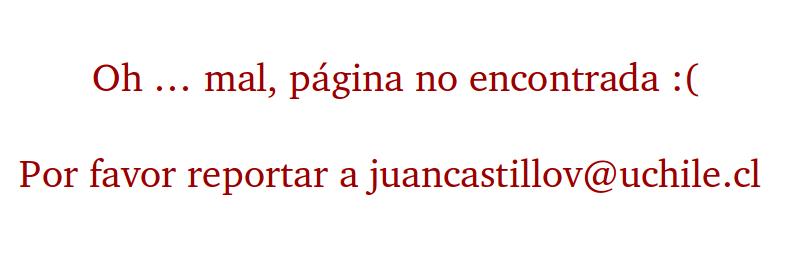 Oh ... mal, página no encontrada :(
Por favor reportar a juancastillov@uchile.cl